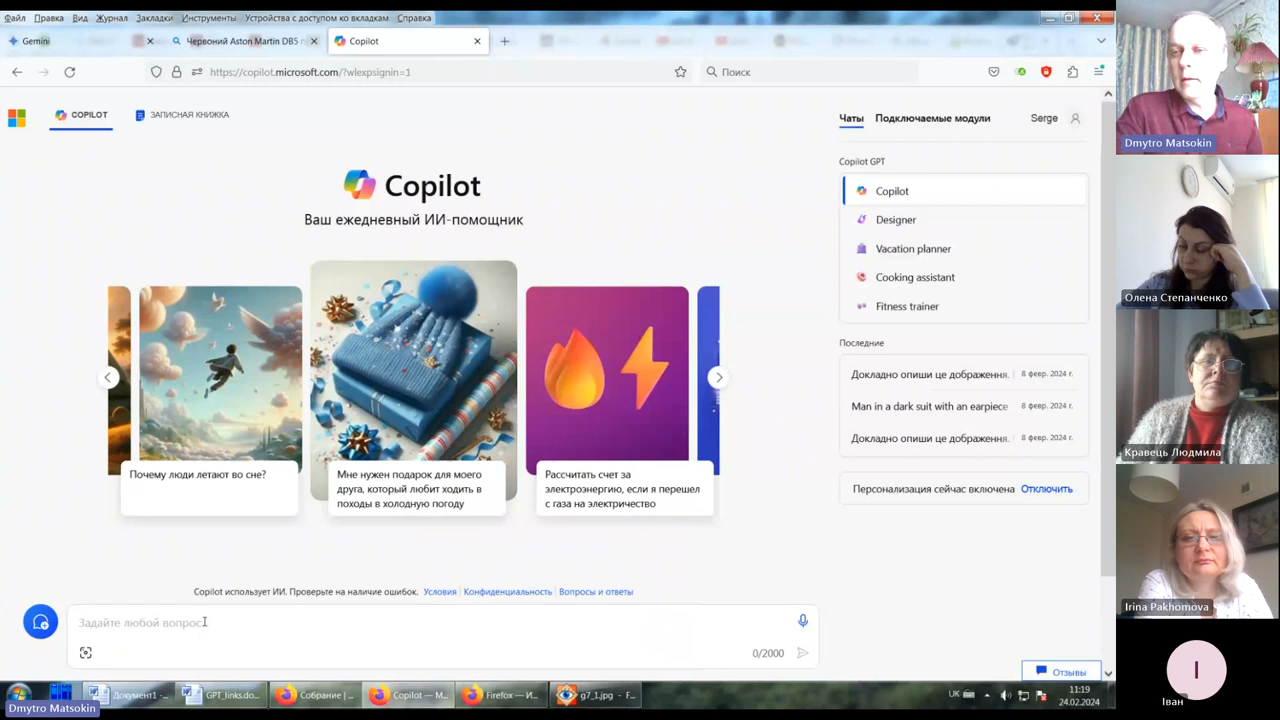 Файл Правка Вид Журнал Закладки Инструменты Устройства с доступом ко вкладкам Справка
Gemini
Червоний Aston Martin DB5 п
Copilot
https://copilot.microsoft.com/?wlexpsignin=1
Поиск
COPILOT
ЗАПИСНАЯ КНИЖКА
Чаты Подключаемые модули
Serge
Copilot
Ваш ежедневный ИИ-помощник
Copilot GPT
Copilot
Designer
Vacation planner
Cooking assistant
Fitness trainer
Последние
Докладно опиши це дображення. 8 февр. 2024 г.
Man in a dark suit with an earpiece 8 февр. 2024 г.
Докладно опиши це дображення. 8 февр. 2024 г.
Персонализация сейчас включена Отключить
Почему люди летают во сне?
Мне нужен подарок для моего
друга, который любит ходить в
походы в холодную погоду
Рассчитать счет за
электроэнергию, если я перешел
с газа на электричество
Copilot использует ИИ. Проверьте на наличие ошибок. Условия Конфиденциальность Вопросы и ответы
Задайте любой вопрос
0/2000
Отзывы
Документ1 -...
GPT_links.do...
Собрание | ...
Copilot — M...
Firefox — И...
g7_1.jpg - F...
UK
11:19
24.02.2024
Dmytro Matsokin
Dmytro Matsokin
Олена Степанченко
Кравець Людмила
Irina Pakhomova
І
Іван